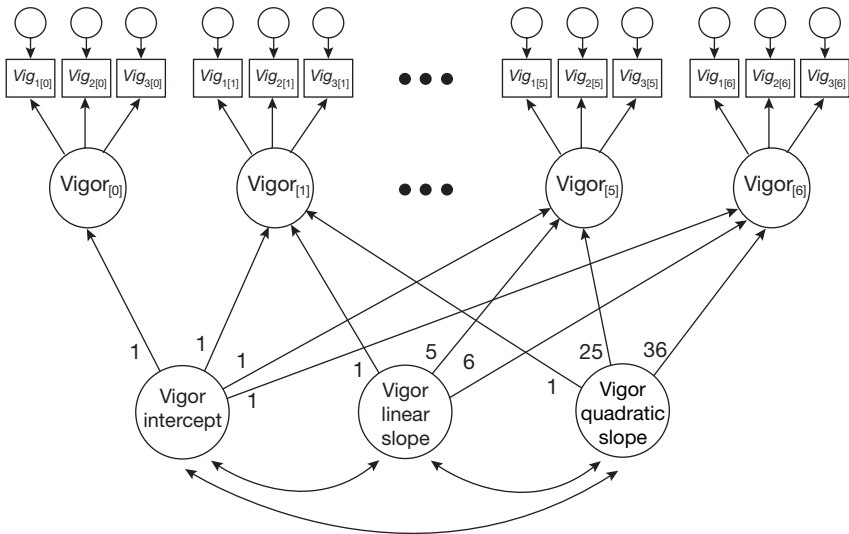 Vig1[0] Vig2[0] Vig3[0] Vig1[1] Vig2[1] Vig3[1] Vig1[5] Vig2[5] Vig3[5] Vig1[6] Vig2[6] Vig3[6]
Vigor[0] Vigor[1] Vigor[5] Vigor[6]
1 1 1 1 1 5 6 1 25 36
Vigor
intercept
Vigor
linear
slope
Vigor
quadratic
slope